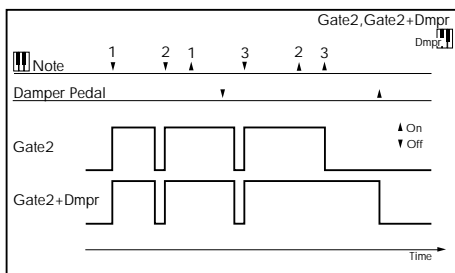 Gate2,Gate2+Dmpr
Dmpr
1 2 1 3 2 3
Note
Damper Pedal
On
Off
Gate2
Gate2+Dmpr
Time